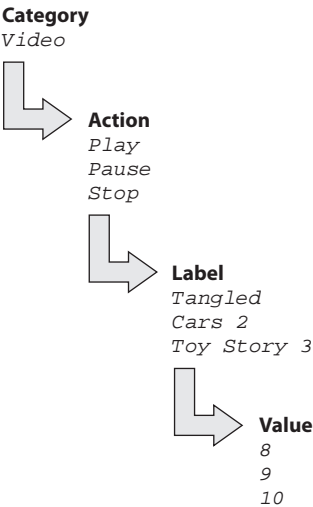 Category
Video
Action
Play
Pause
Stop
Label
Tangled
Cars 2
Toy Story 3
Value
8
9
10